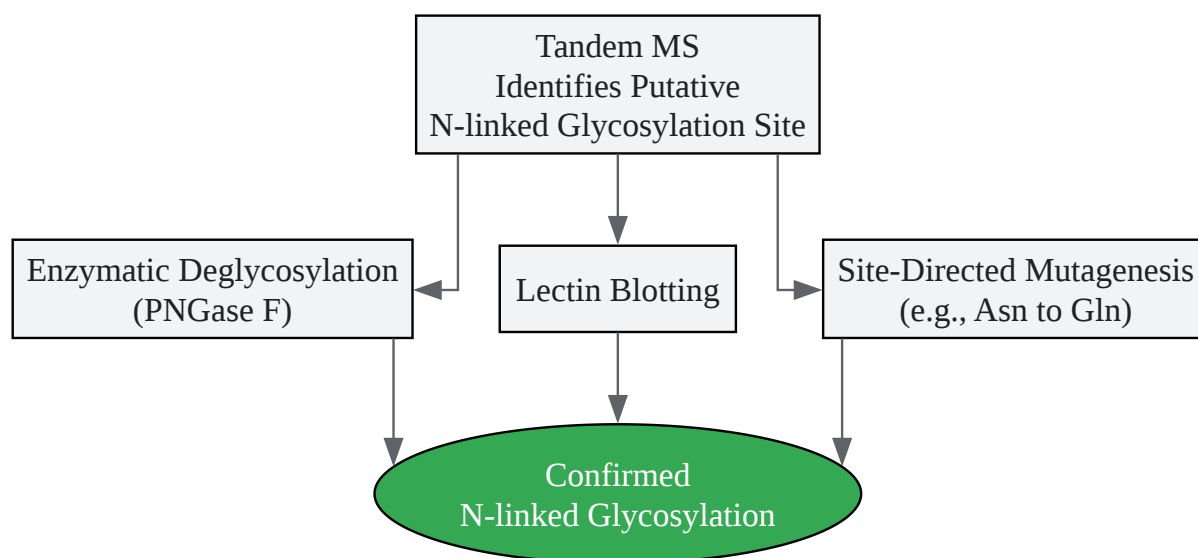 Tandem MS
Identifies Putative
N-linked Glycosylation Site
Enzymatic Deglycosylation
(PNGase F)
Lectin Blotting
Site-Directed Mutagenesis
(e.g., Asn to Gln)
Confirmed
N-linked Glycosylation